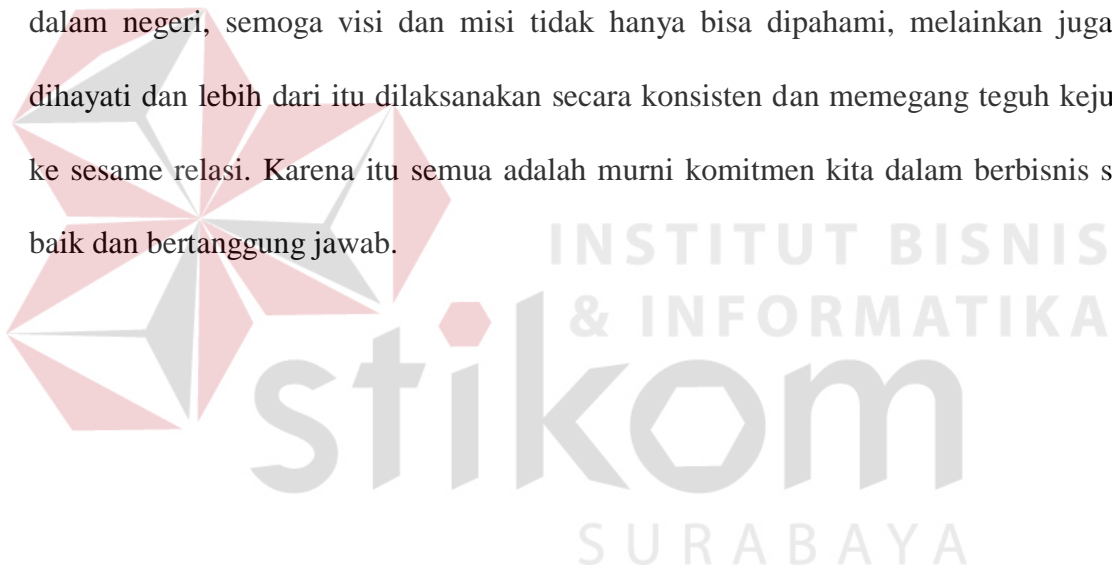 dalam negeri, semoga visi dan misi tidak hanya bisa dipahami, melainkan juga
dihayati dan lebih dari itu dilaksanakan secara konsisten dan memegang teguh keju
ke sesame relasi. Karena itu semua adalah murni komitmen kita dalam berbisnis s
baik dan bertanggung jawab.
INSTITUT BISNIS
& INFORMATIKA
stikom
SURABAYA